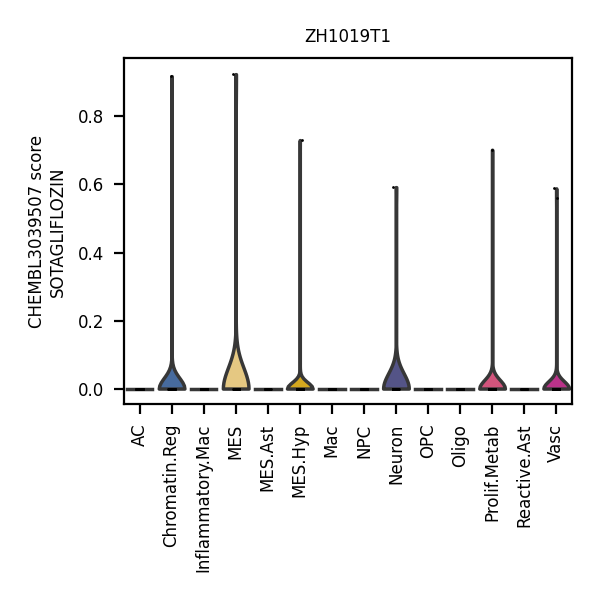 ZH1019T1
CHEMBL3039507 score
SOTAGLIFLOZIN
0.8
0.6
0.4
0.2
0.0
AC
Chromatin.Reg
Inflammatory.Mac
MES
MES.Ast
MES.Hyp
Mac
NPC
Neuron
OPC
Oligo
Prolif.Metab
Reactive.Ast
Vasc